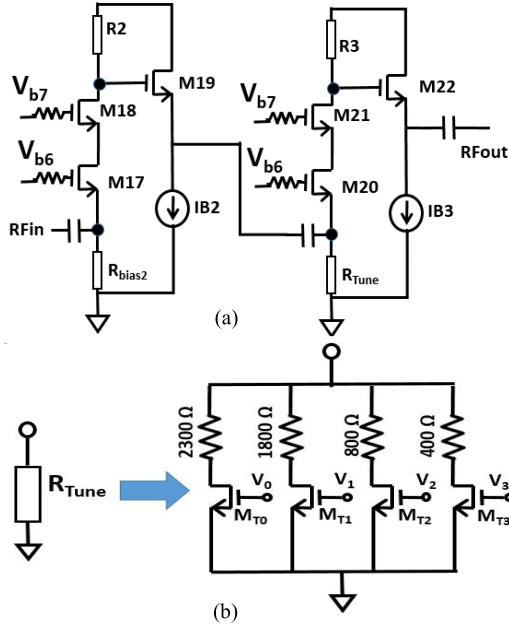 R2
R3
M19
M22
Vb7
M18
Vb7
M21
RFout
Vb6
Vb6
M17
IB2
M20
IB3
RFin
Rbias2
RTune
(a)
2300 Ω
1800 Ω
800 Ω
400 Ω
RTune
V0
V1
V2
V3
MT0
MT1
MT2
MT3
(b)